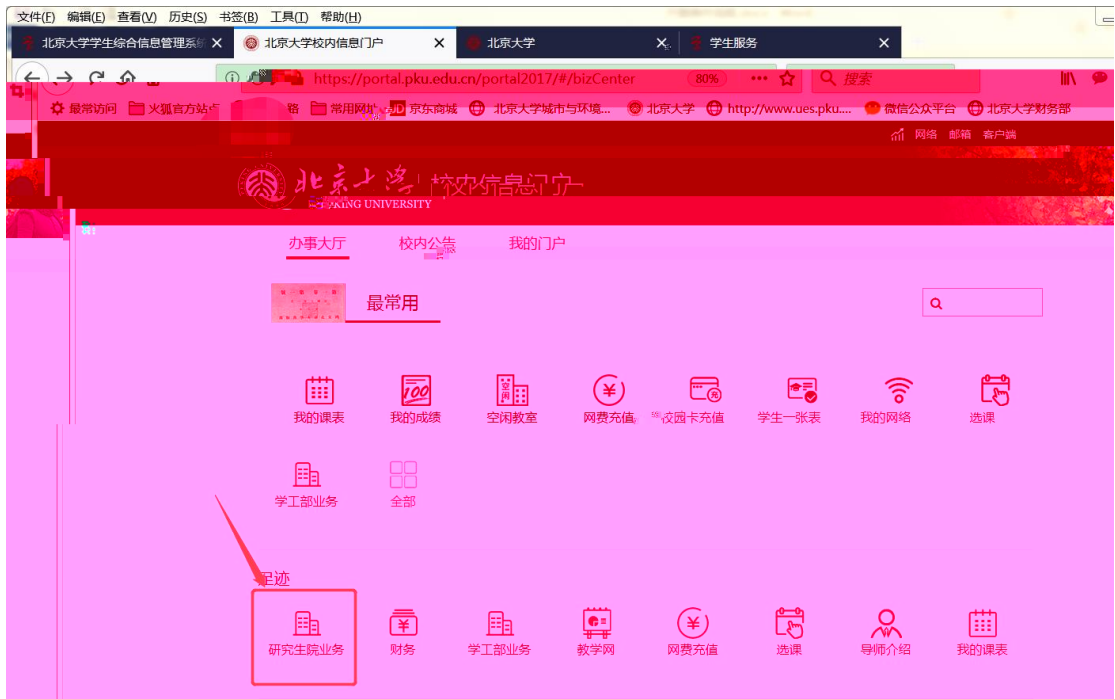 文件(F) 编辑(E) 查看(V) 历史(S) 书签(B) 工具(T) 帮助(H)
北京大学学生综合信息管理系统 北京大学校内信息门户 北京大学 学生服务
https://portal.pku.edu.cn/portal2017/#/bizCenter 80% 搜索
最常访问 火狐官方站点 常用网址 JD 京东商城 北京大学城市与环境... 北京大学 http://www.ues.pku.... 微信公众平台 北京大学财务部
网络 邮箱 客户端
北京大学 校内信息门户
PEKING UNIVERSITY
办事大厅 校内公告 我的门户
最常用
我的课表 我的成绩 空闲教室 网费充值 校园卡充值 学生一张表 我的网络 选课
学工部业务 全部
足迹
研究生院业务 财务 学工部业务 教学网 网费充值 选课 导师介绍 我的课表